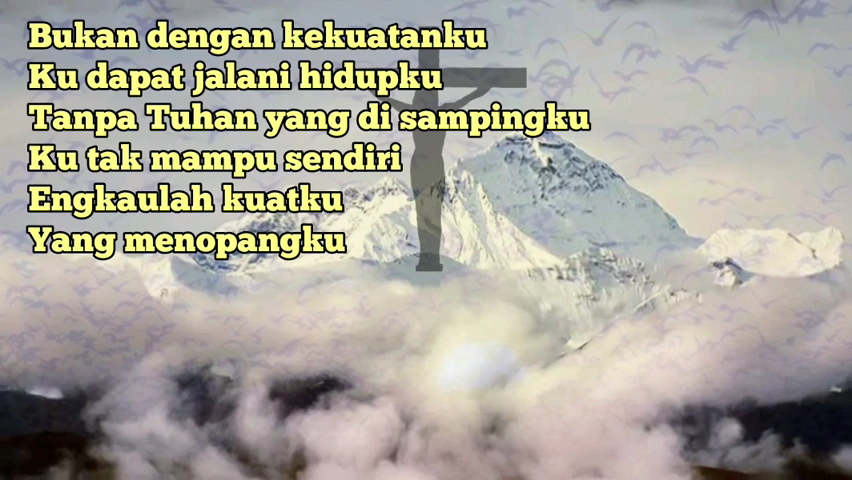 Bukan dengan kekuatanku
Ku dapat jalani hidupku
Tanpa Tuhan yang di sampingku
Ku tak mampu sendiri
Engkaulah kuatku
Yang menopangku